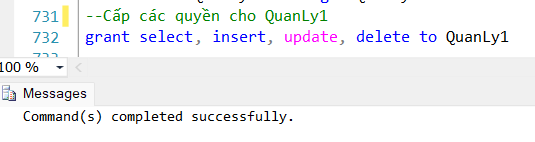 731 --Cấp các quyền cho QuanLy1
732 grant select, insert, update, delete to QuanLy1
100 %
Messages
Command(s) completed successfully.